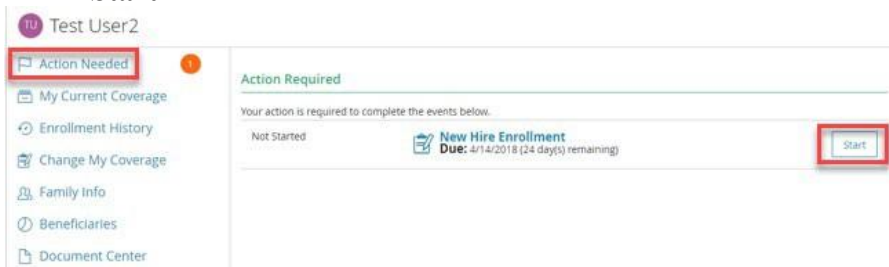 TU Test User2
Action Needed 1
My Current Coverage
Enrollment History
Change My Coverage
Family Info
Beneficiaries
Document Center
Action Required
Your action is required to complete the events below.
Not Started
New Hire Enrollment
Due: 4/14/2018 (24 day(s) remaining)
Start